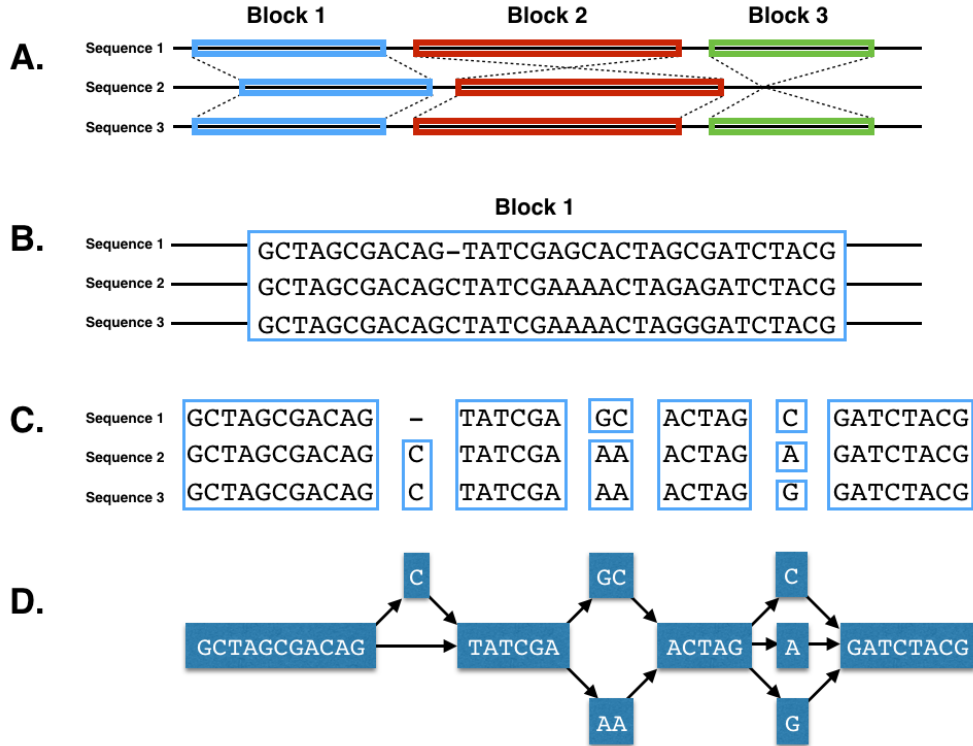 Block 1 Block 2 Block 3
A.
Sequence 1
Sequence 2
Sequence 3
Block 1
B.
Sequence 1 GCTAGCGACAG–TATCGAGCACTAGCGATCTACG
Sequence 2 GCTAGCGACAGCTATCGAAAACTAGAGATCTACG
Sequence 3 GCTAGCGACAGCTATCGAAAACTAGGGATCTACG
C.
Sequence 1 GCTAGCGACAG – TATCGA GC ACTAG C GATCTACG
Sequence 2 GCTAGCGACAG C TATCGA AA ACTAG A GATCTACG
Sequence 3 GCTAGCGACAG C TATCGA AA ACTAG G GATCTACG
D.
C GC C
GCTAGCGACAG TATCGA ACTAG A GATCTACG
AA G